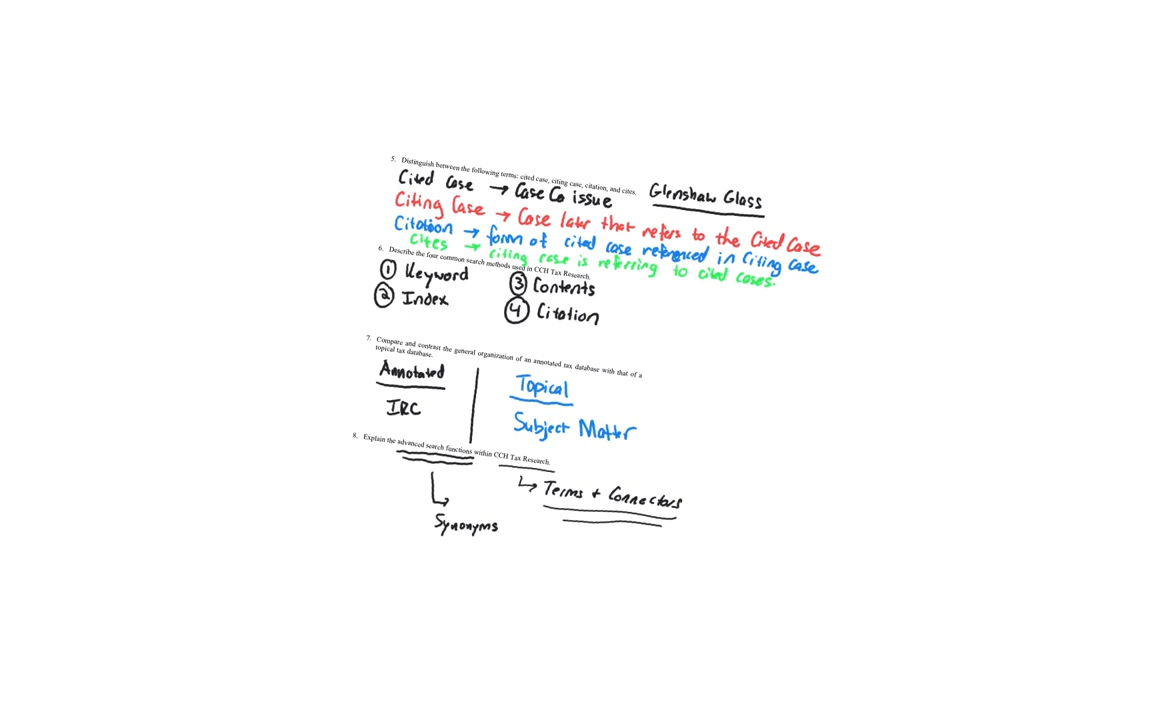 5. Distinguish between the following terms: cited case, citing case, citation, and cites.
Glenshaw Glass
Cited Case → Case @ issue
Citing Case → Case later that refers to the Cited Case
Citation → form of cited case referenced in Citing Case
Cites → citing case is referring to cited cases.
6. Describe the four common search methods used in CCH Tax Research.
① Keyword ③ Contents
② Index ④ Citation
7. Compare and contrast the general organization of an annotated tax database with that of a
topical tax database.
Annotated Topical
IRC Subject Matter
8. Explain the advanced search functions within CCH Tax Research.
↳ Terms + Connectors
↳ Synonyms